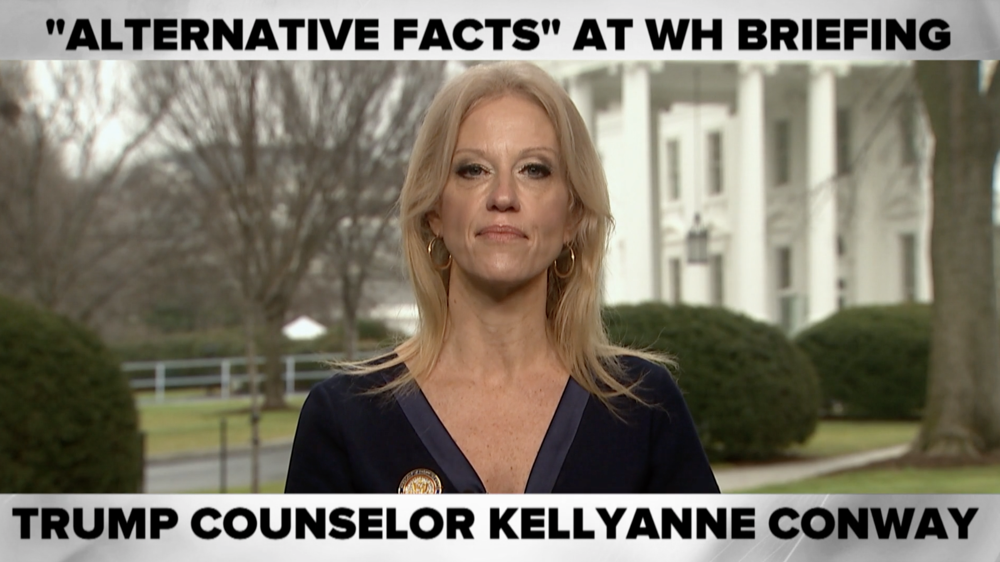 "ALTERNATIVE FACTS" AT WH BRIEFING
TRUMP COUNSELOR KELLYANNE CONWAY